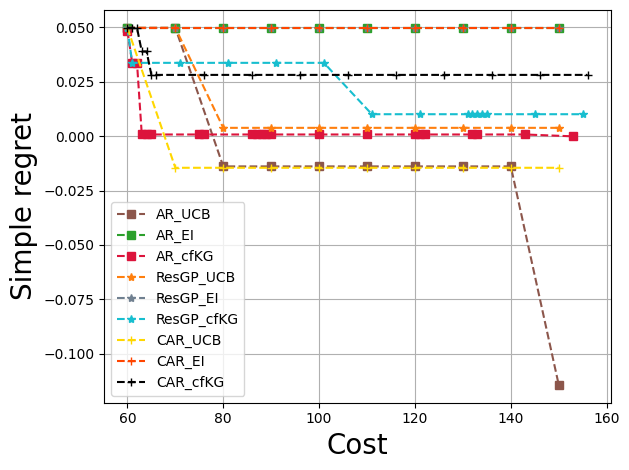 Simple regret
0.050
0.025
0.000
−0.025
−0.050
−0.075
−0.100
AR_UCB
AR_EI
AR_cfKG
ResGP_UCB
ResGP_EI
ResGP_cfKG
CAR_UCB
CAR_EI
CAR_cfKG
60 80 100 120 140 160
Cost